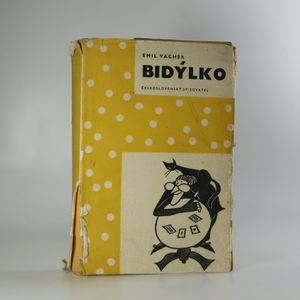 EMIL VACHEK
BIDÝLKO
ČESKOSLOVENSKÝ SPISOVATEL